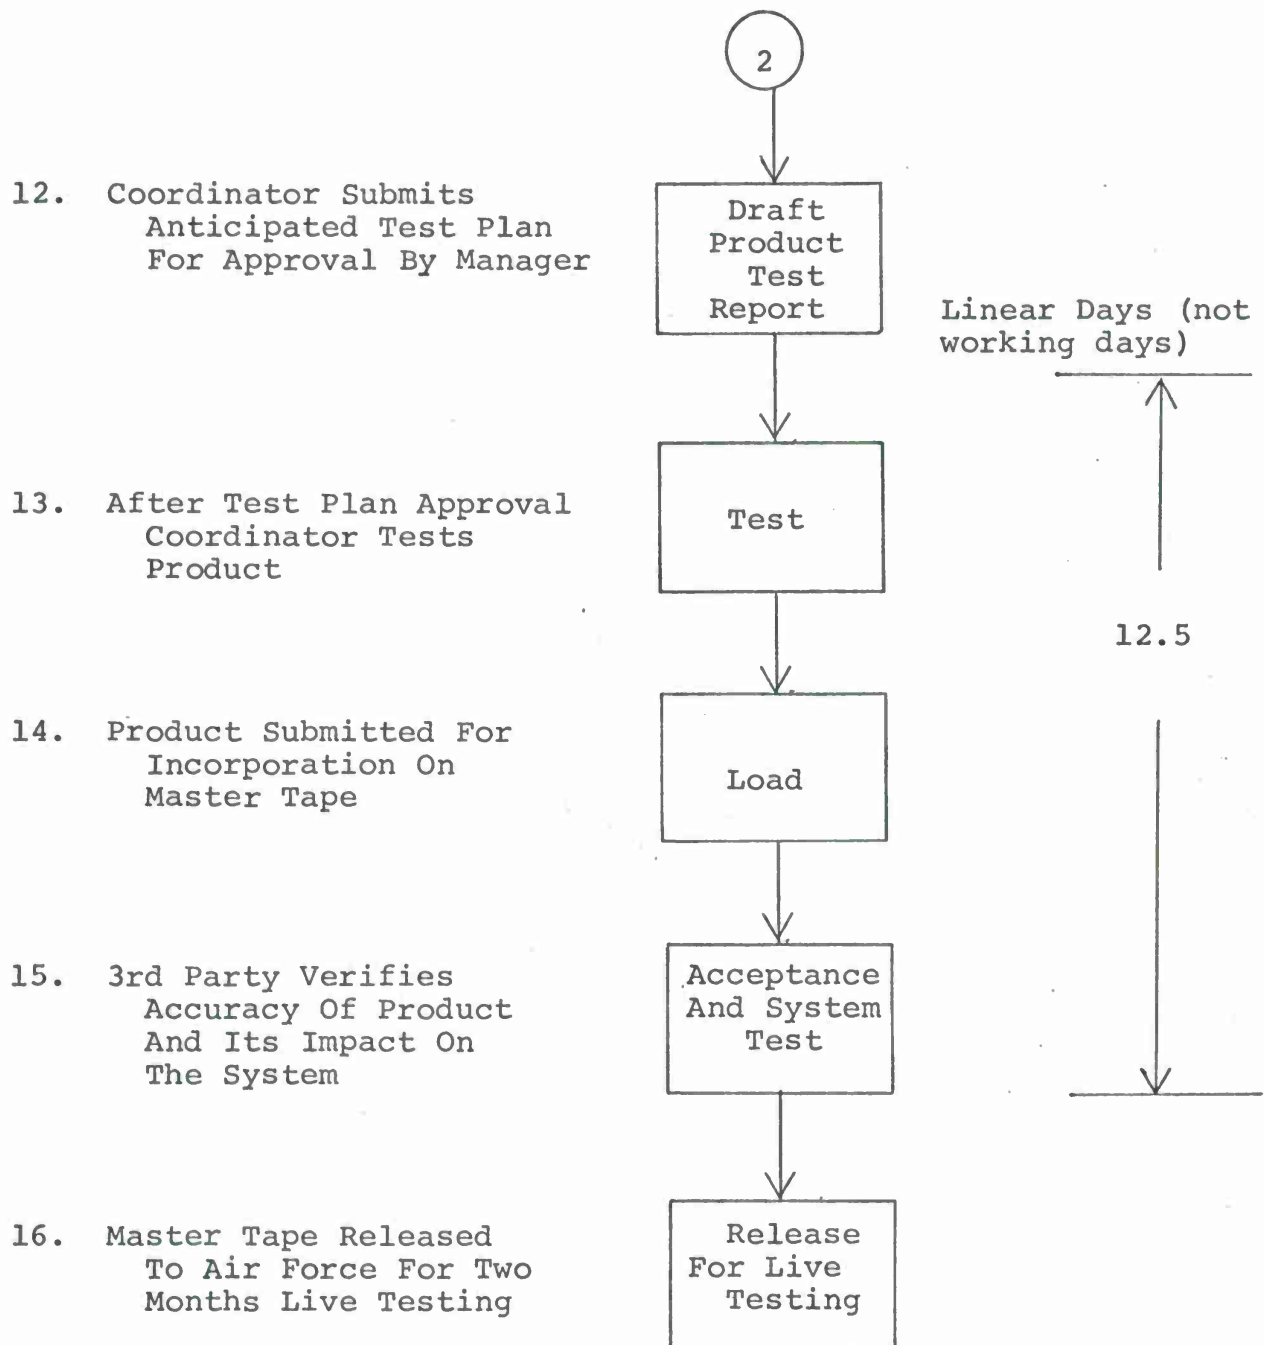 2
12. Coordinator Submits
Anticipated Test Plan
For Approval By Manager
Draft
Product
Test
Report
Linear Days (not
working days)
13. After Test Plan Approval
Coordinator Tests
Product
Test
12.5
14. Product Submitted For
Incorporation On
Master Tape
Load
15. 3rd Party Verifies
Accuracy Of Product
And Its Impact On
The System
Acceptance
And System
Test
16. Master Tape Released
To Air Force For Two
Months Live Testing
Release
For Live
Testing